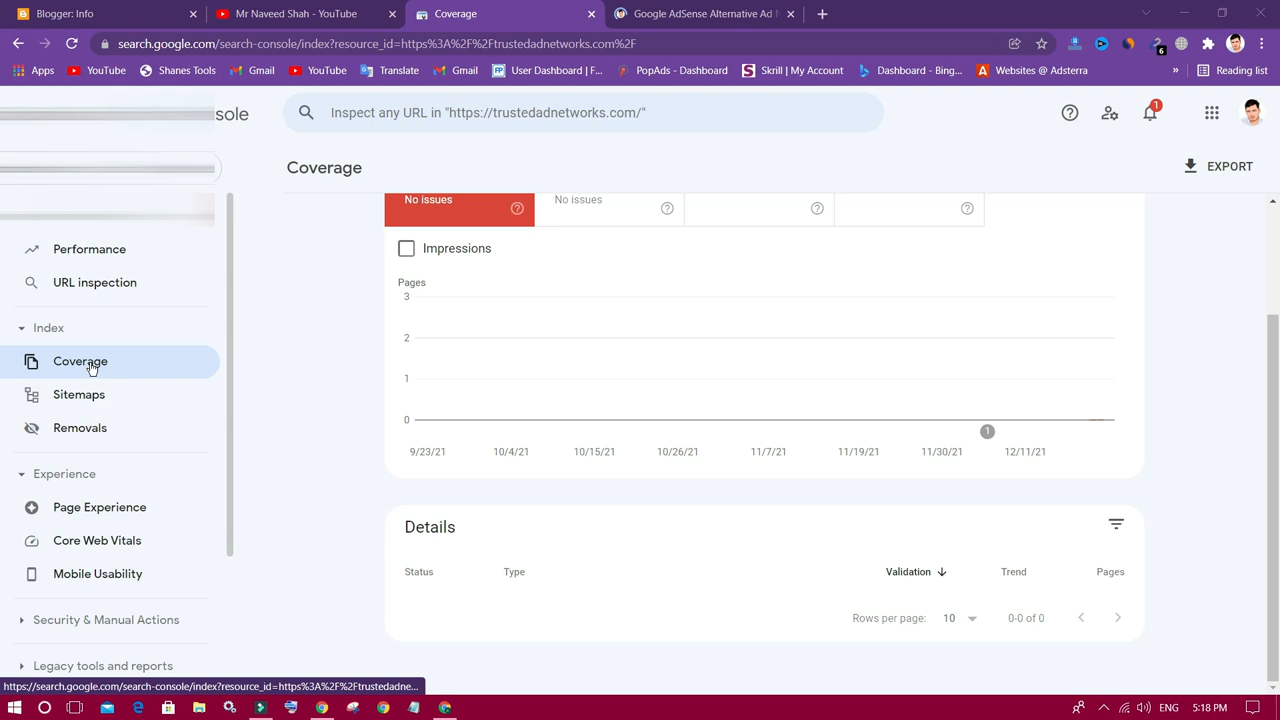 Blogger: Info
Mr Naveed Shah - YouTube
Coverage
Google AdSense Alternative Ad N
search.google.com/search-console/index?resource_id=https%3A%2F%2Ftrustedadnetworks.com%2F
6
Apps
YouTube
Shanes Tools
Gmail
YouTube
Translate
Gmail
User Dashboard | F...
PopAds - Dashboard
Skrill | My Account
Dashboard - Bing...
Websites @ Adsterra
»
Reading list
sole
Inspect any URL in "https://trustedadnetworks.com/"
1
Coverage
EXPORT
Performance
URL inspection
Index
Coverage
Sitemaps
Removals
Experience
Page Experience
Core Web Vitals
Mobile Usability
Security & Manual Actions
Legacy tools and reports
No issues
No issues
Impressions
Pages
3
2
1
0
1
9/23/21 10/4/21 10/15/21 10/26/21 11/7/21 11/19/21 11/30/21 12/11/21
Details
Status Type Validation Trend Pages
Rows per page: 10 0-0 of 0
https://search.google.com/search-console/index?resource_id=https%3A%2F%2Ftrustedadne...
ENG 5:18 PM